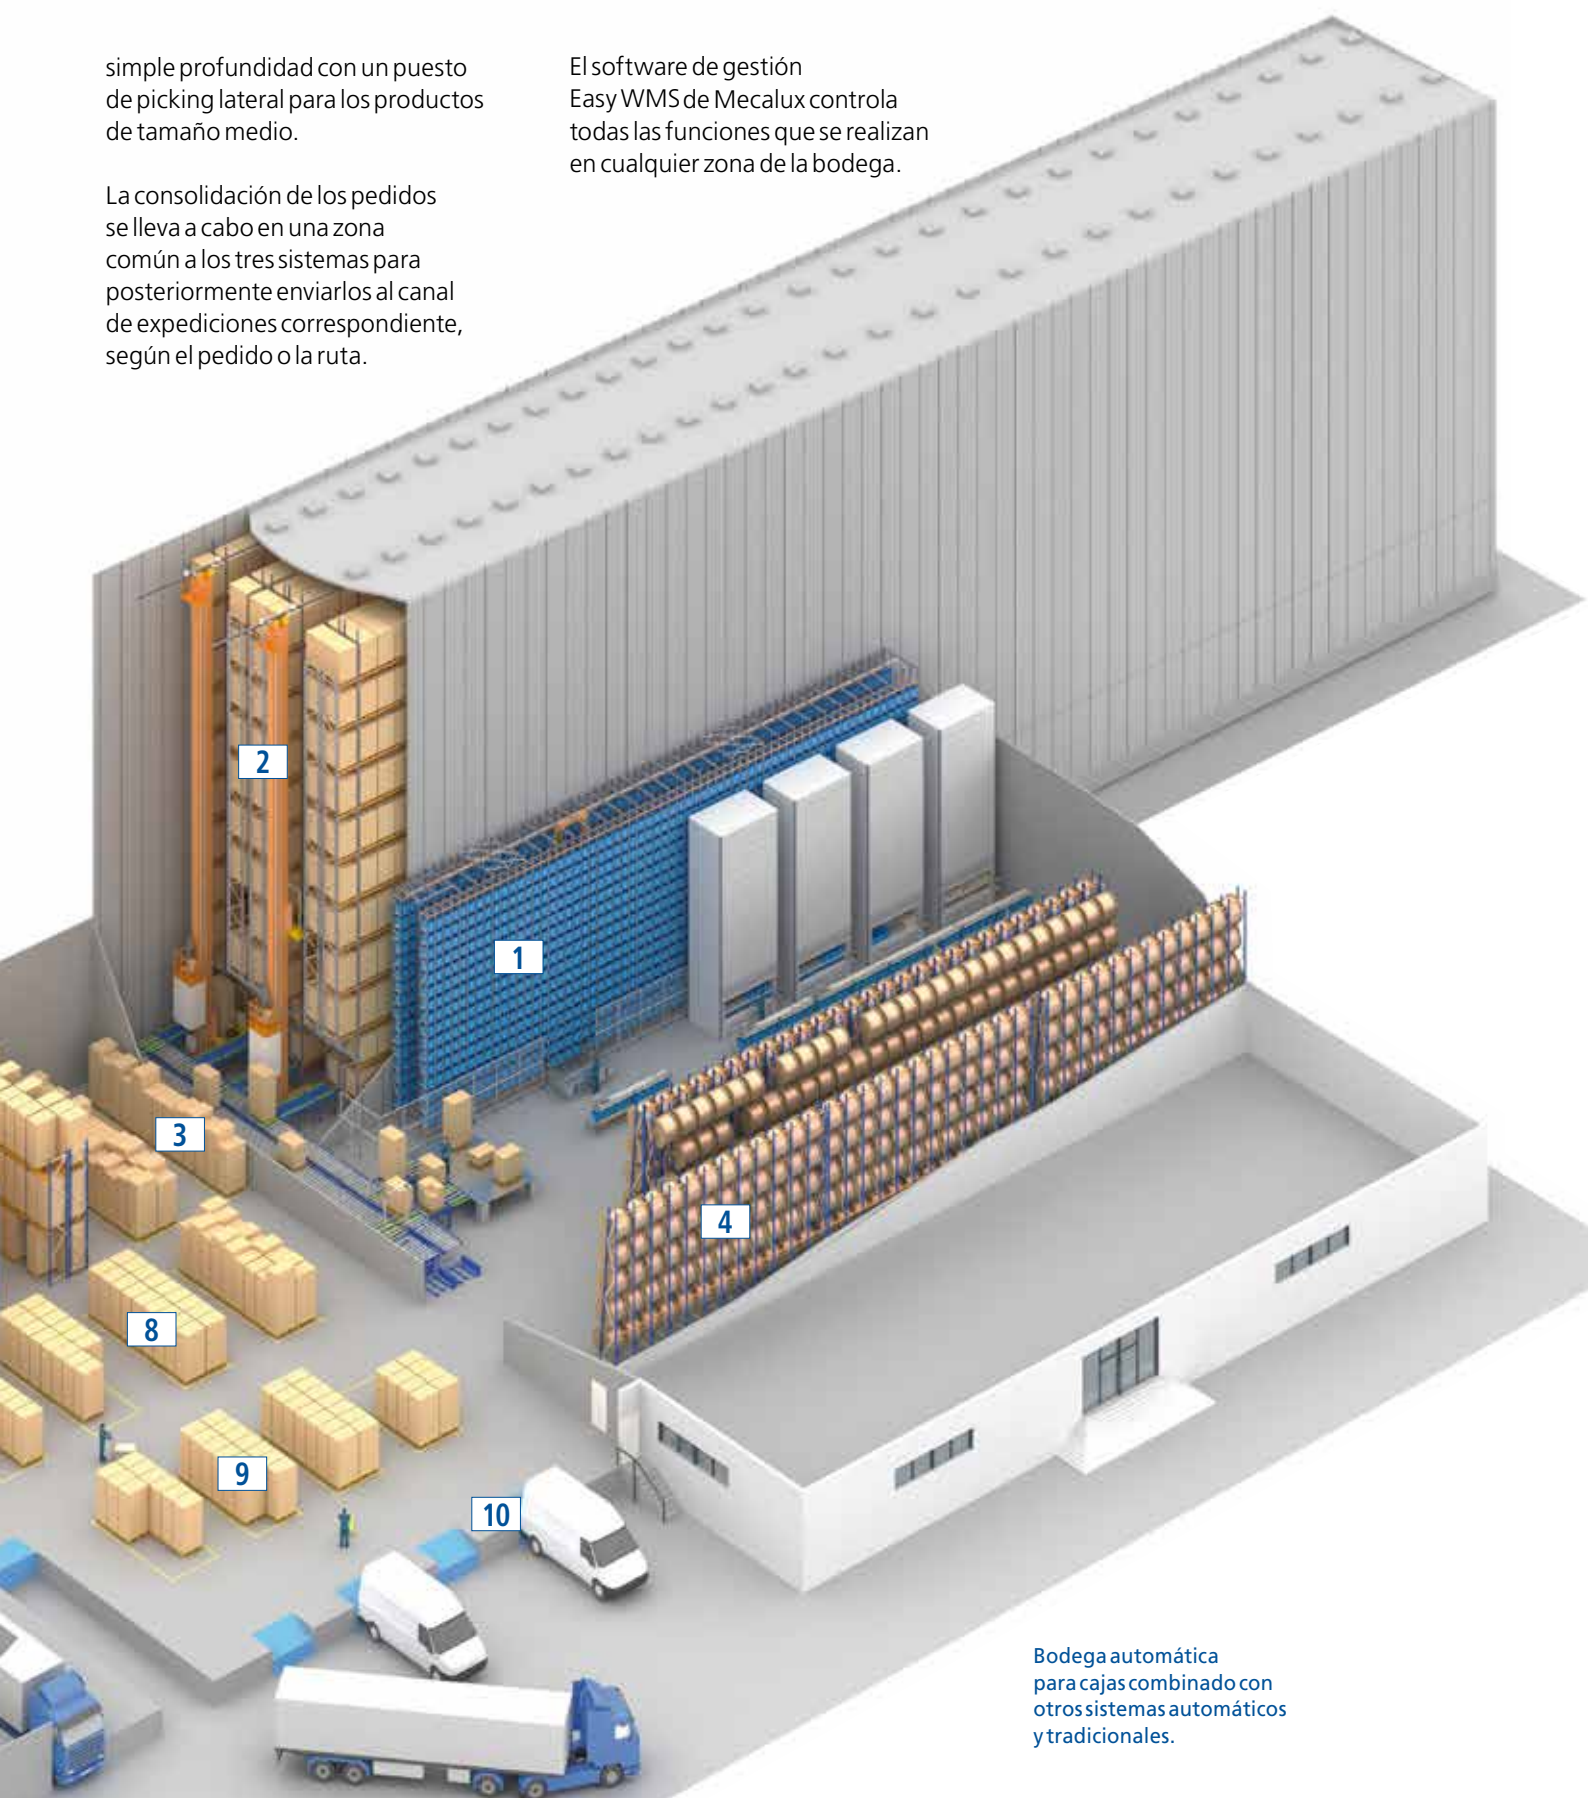 simple profundidad con un puesto
de picking lateral para los productos
de tamaño medio.
La consolidación de los pedidos
se lleva a cabo en una zona
común a los tres sistemas para
posteriormente enviarlos al canal
de expediciones correspondiente,
según el pedido o la ruta.
El software de gestión
Easy WMS de Mecalux controla
todas las funciones que se realizan
en cualquier zona de la bodega.
2
1
3
4
8
9
10
Bodega automática
para cajas combinado con
otros sistemas automáticos
y tradicionales.